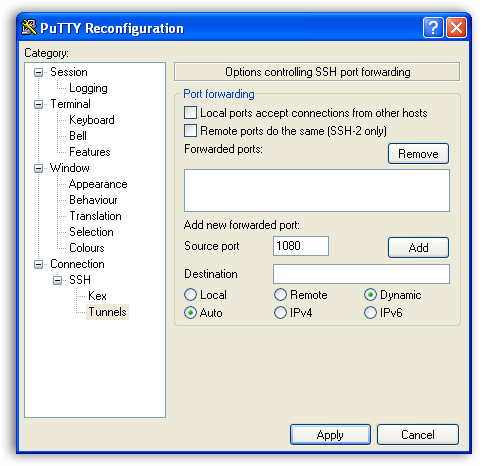 PuTTY Reconfiguration
Category:
Session
Logging
Terminal
Keyboard
Bell
Features
Window
Appearance
Behaviour
Translation
Selection
Colours
Connection
SSH
Kex
Tunnels
Options controlling SSH port forwarding
Port forwarding
Local ports accept connections from other hosts
Remote ports do the same (SSH-2 only)
Forwarded ports:
Remove
Add new forwarded port:
Source port 1080 Add
Destination
Local Remote Dynamic
Auto IPv4 IPv6
Apply Cancel